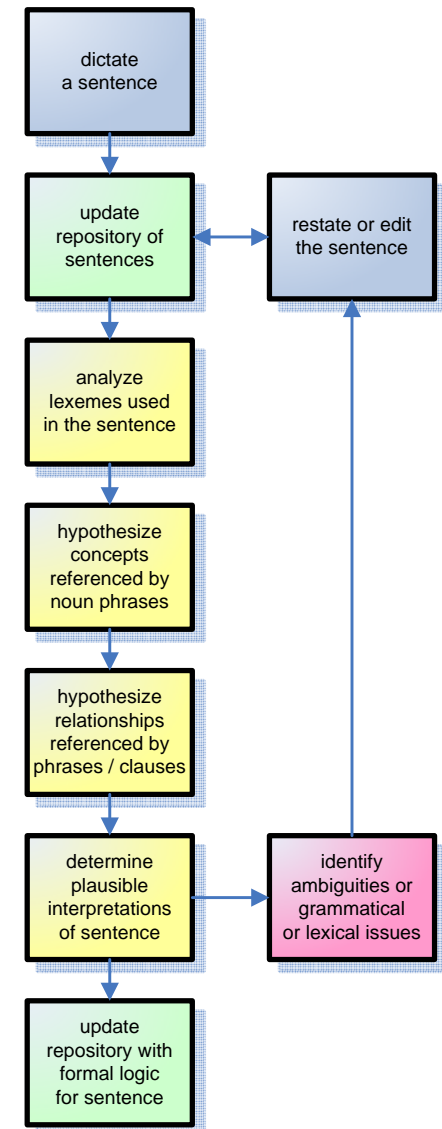 dictate
a sentence
update
repository of
sentences
restate or edit
the sentence
analyze
lexemes used
in the sentence
hypothesize
concepts
referenced by
noun phrases
hypothesize
relationships
referenced by
phrases / clauses
determine
plausible
interpretations
of sentence
identify
ambiguities or
grammatical
or lexical issues
update
repository with
formal logic
for sentence